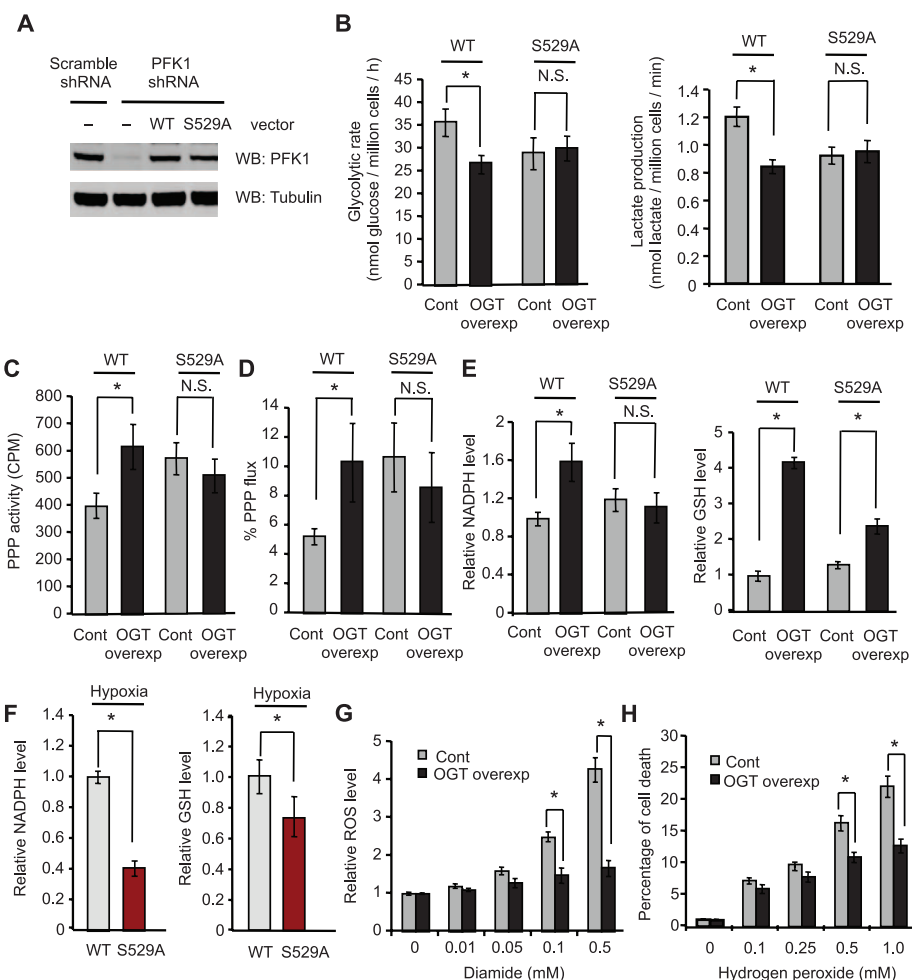 A
Scramble shRNA
PFK1 shRNA
– – WT S529A vector
WB: PFK1
WB: Tubulin
B
WT S529A
* N.S.
Glycolytic rate
(nmol glucose / million cells / h)
45
40
35
30
25
20
15
10
5
0
Cont OGT overexp Cont OGT overexp
WT S529A
* N.S.
Lactate production
(nmol lactate / million cells / min)
1.4
1.2
1.0
0.8
0.6
0.4
0.2
0
Cont OGT overexp Cont OGT overexp
C
WT S529A
* N.S.
PPP activity (CPM)
800
700
600
500
400
300
200
100
0
Cont OGT overexp Cont OGT overexp
D
WT S529A
* N.S.
% PPP flux
14
12
10
8
6
4
2
0
Cont OGT overexp Cont OGT overexp
E
WT S529A
* N.S.
Relative NADPH level
2
1.6
1.2
0.8
0.4
0
Cont OGT overexp Cont OGT overexp
WT S529A
* *
Relative GSH level
5
4
3
2
1
0
Cont OGT overexp Cont OGT overexp
F
Hypoxia
*
Relative NADPH level
1.4
1.2
1.0
0.8
0.6
0.4
0.2
0
WT S529A
Hypoxia
*
Relative GSH level
1.4
1.2
1.0
0.8
0.6
0.4
0.2
0
WT S529A
G
Cont
OGT overexp
* *
Relative ROS level
5
4
2
1
0
0 0.01 0.05 0.1 0.5
Diamide (mM)
H
Cont
OGT overexp
* *
Percentage of cell death
30
25
20
15
10
5
0
0 0.1 0.25 0.5 1.0
Hydrogen peroxide (mM)